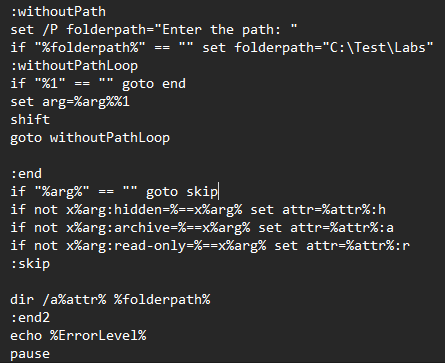 :withoutPath
set /P folderpath="Enter the path: "
if "%folderpath%" == "" set folderpath="C:\Test\Labs"
:withoutPathLoop
if "%1" == "" goto end
set arg=%arg%%1
shift
goto withoutPathLoop
:end
if "%arg%" == "" goto skip
if not x%arg:hidden=%==x%arg% set attr=%attr%:h
if not x%arg:archive=%==x%arg% set attr=%attr%:a
if not x%arg:read-only=%==x%arg% set attr=%attr%:r
:skip
dir /a%attr% %folderpath%
:end2
echo %ErrorLevel%
pause